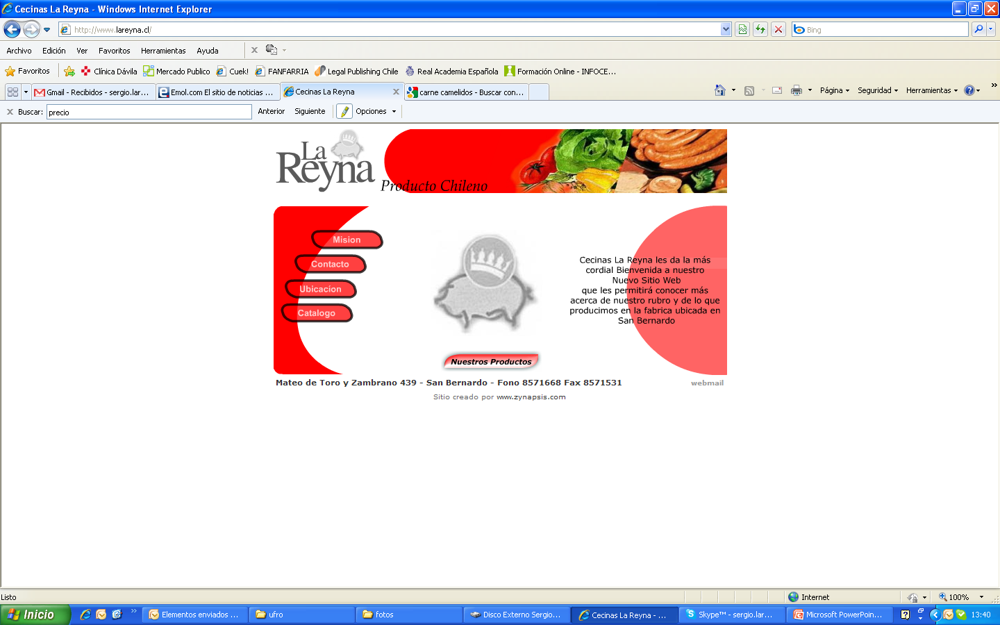 Cecinas La Reyna - Windows Internet Explorer
http://www.lareyna.cl/
Bing
Archivo Edición Ver Favoritos Herramientas Ayuda
Favoritos Clínica Dávila Mercado Publico Cuek! FANFARRIA Legal Publishing Chile Real Academia Española Formación Online - INFOCE...
Gmail - Recibidos - sergio.lar... Emol.com El sitio de noticias ... Cecinas La Reyna carne camelidos - Buscar con... Página Seguridad Herramientas
Buscar: precio Anterior Siguiente Opciones
La
Reyna
Producto Chileno
Mision
Contacto
Ubicacion
Catalogo
Cecinas La Reyna les da la más
cordial Bienvenida a nuestro
Nuevo Sitio Web
que les permitirá conocer más
acerca de nuestro rubro y de lo que
producimos en la fabrica ubicada en
San Bernardo
Nuestros Productos
Mateo de Toro y Zambrano 439 - San Bernardo - Fono 8571668 Fax 8571531 webmail
Sitio creado por www.zynapsis.com
Listo Internet 100%
Inicio Elementos enviados ... ufro fotos Disco Externo Sergio... Cecinas La Reyna - ... Skype™ - sergio.lar... Microsoft PowerPoin... 13:40